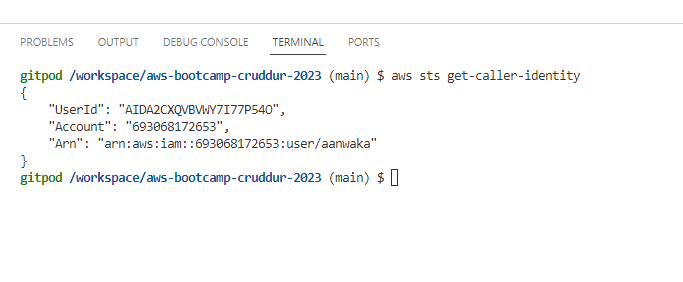 PROBLEMS OUTPUT DEBUG CONSOLE TERMINAL PORTS
gitpod /workspace/aws-bootcamp-cruddur-2023 (main) $ aws sts get-caller-identity
{
    "UserId": "AIDA2CXQVBVWY7I77P54O",
    "Account": "693068172653",
    "Arn": "arn:aws:iam::693068172653:user/aanwaka"
}
gitpod /workspace/aws-bootcamp-cruddur-2023 (main) $